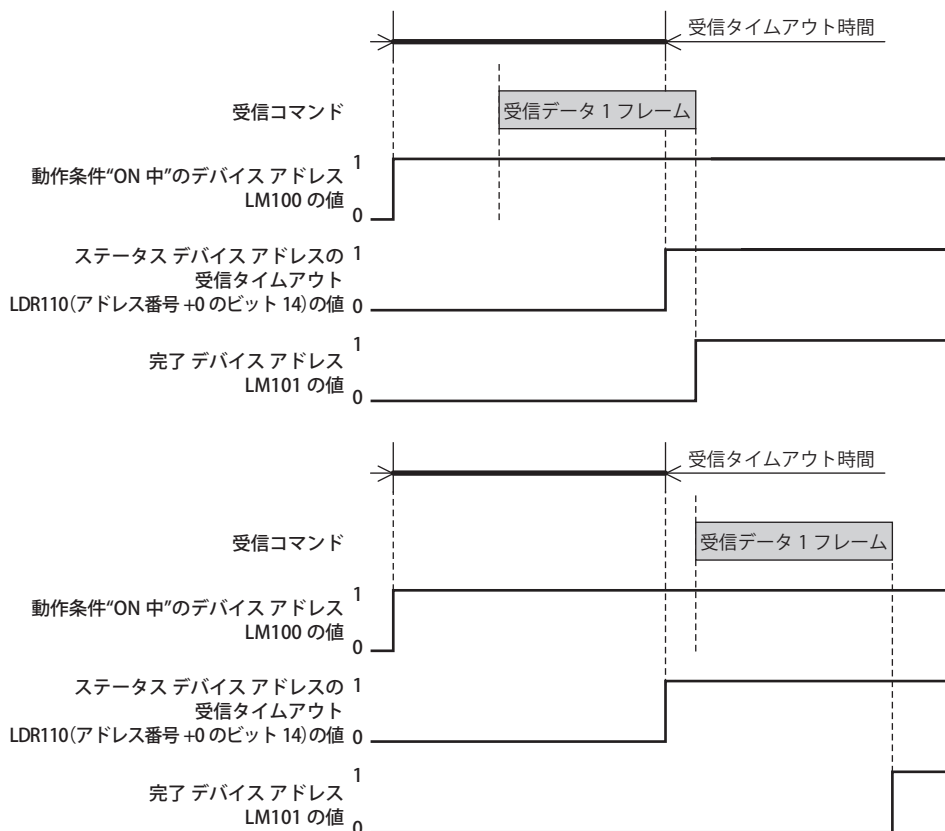 受信タイムアウト時間
受信コマンド
受信データ 1 フレーム
動作条件“ON 中”のデバイス アドレス
LM100 の値
1
0
ステータス デバイス アドレスの
受信タイムアウト
LDR110(アドレス番号 +0 のビット 14)の値
1
0
完了 デバイス アドレス
LM101 の値
1
0
受信タイムアウト時間
受信コマンド
受信データ 1 フレーム
動作条件“ON 中”のデバイス アドレス
LM100 の値
1
0
ステータス デバイス アドレスの
受信タイムアウト
LDR110(アドレス番号 +0 のビット 14)の値
1
0
完了 デバイス アドレス
LM101 の値
1
0